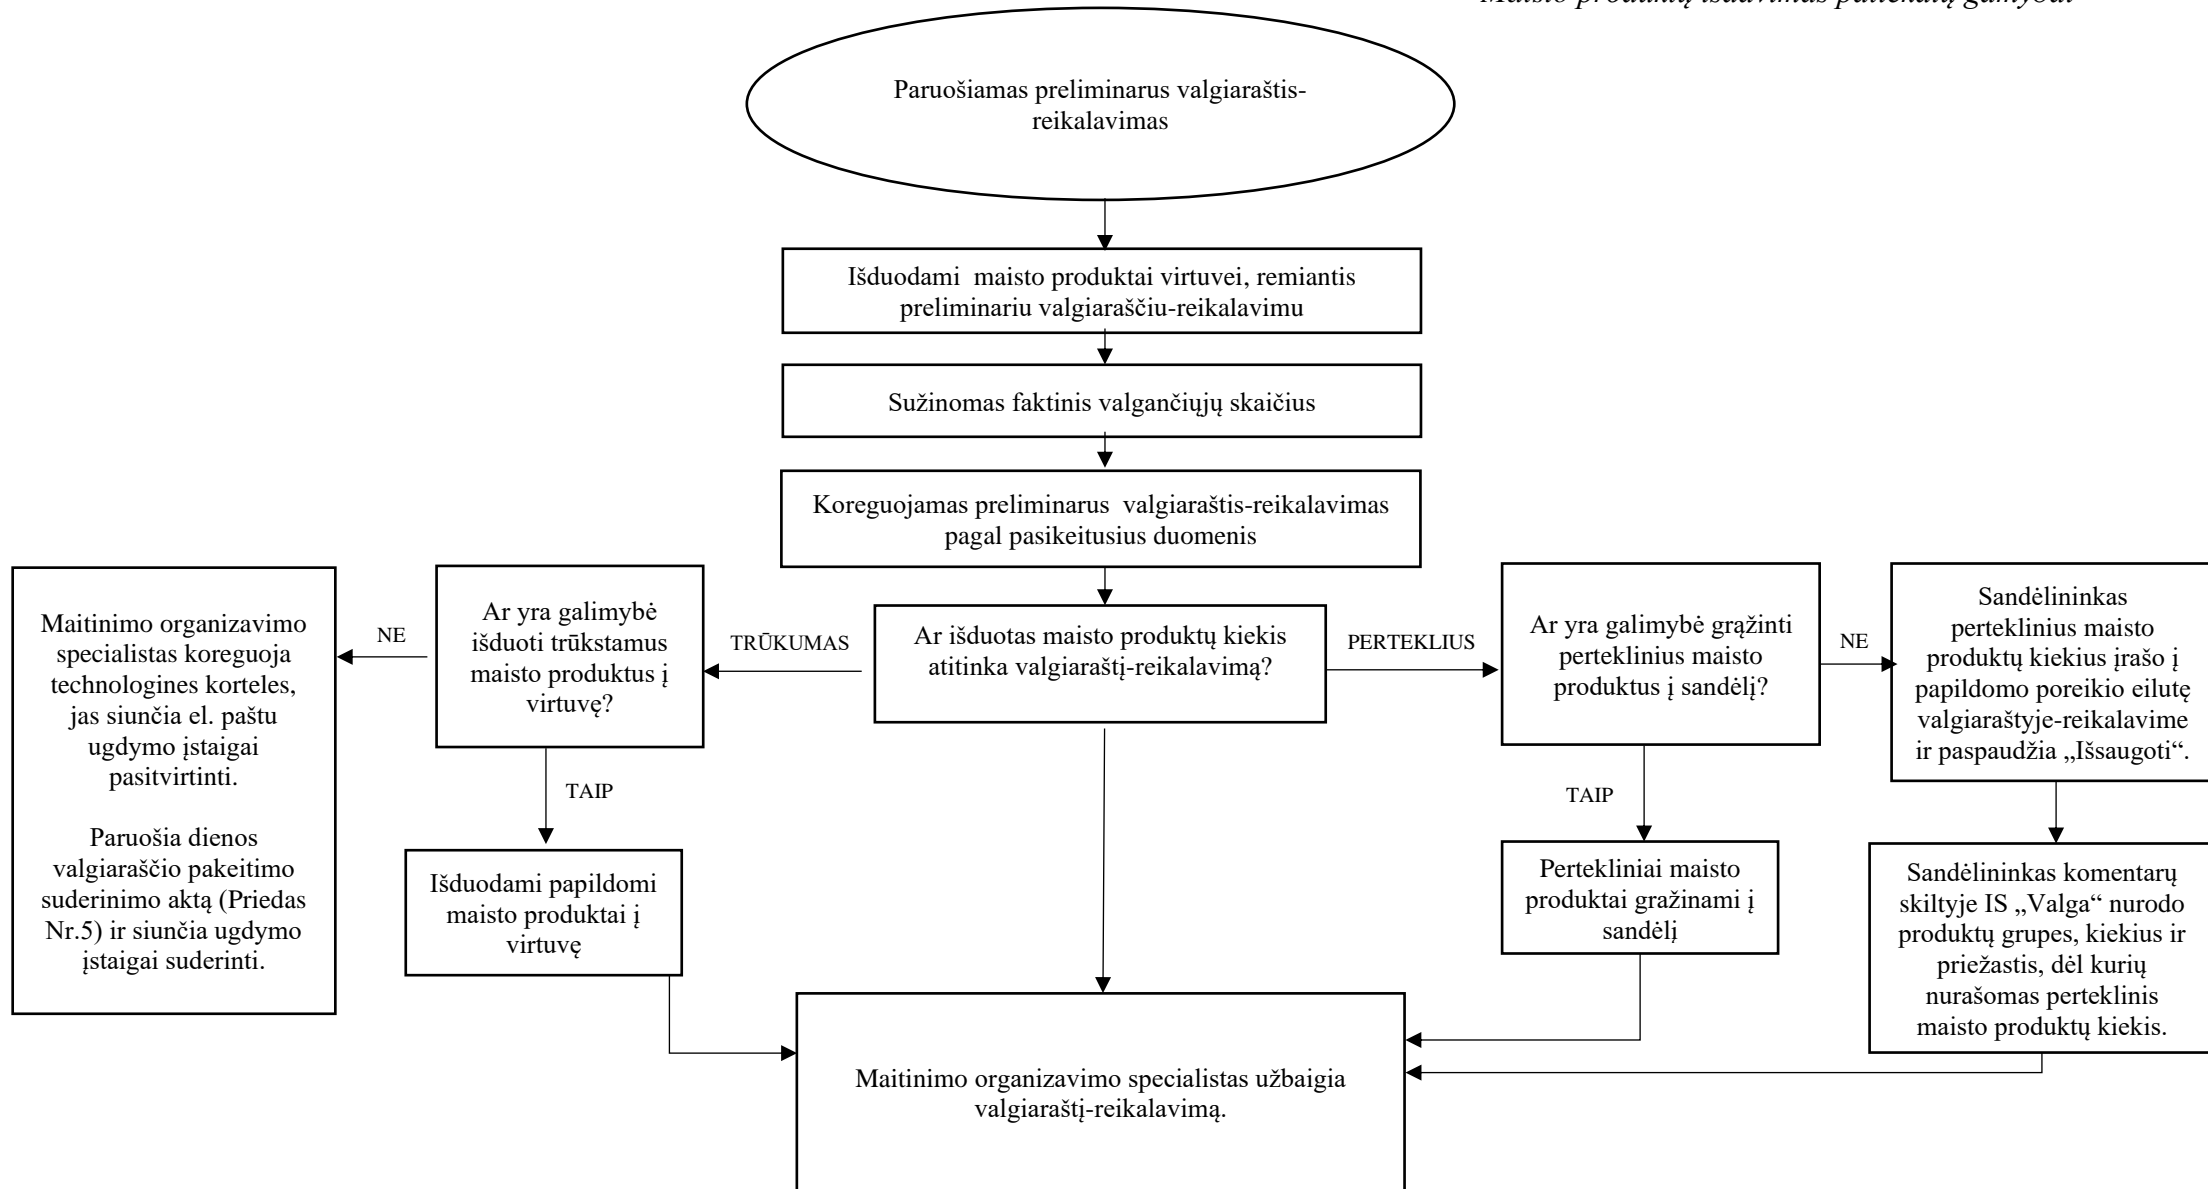 Maisto produktų išdavimas patiekalų gamybai
Paruošiamas preliminarus valgiaraštis-
reikalavimas
Išduodami maisto produktai virtuvei, remiantis
preliminariu valgiaraščiu-reikalavimu
Sužinomas faktinis valgančiųjų skaičius
Koreguojamas preliminarus valgiaraštis-reikalavimas
pagal pasikeitusius duomenis
Maitinimo organizavimo
specialistas koreguoja
technologines korteles,
jas siunčia el. paštu
ugdymo įstaigai
pasitvirtinti.
Paruošia dienos
valgiaraščio pakeitimo
suderinimo aktą (Priedas
Nr.5) ir siunčia ugdymo
įstaigai suderinti.
NE
Ar yra galimybė
išduoti trūkstamus
maisto produktus į
virtuvę?
TRŪKUMAS
Ar išduotas maisto produktų kiekis
atitinka valgiaraštį-reikalavimą?
PERTEKLIUS
Ar yra galimybė grąžinti
perteklinius maisto
produktus į sandėlį?
NE
Sandėlininkas
perteklinius maisto
produktų kiekius įrašo į
papildomo poreikio eilutę
valgiaraštyje-reikalavime
ir paspaudžia „Išsaugoti“.
TAIP
TAIP
Išduodami papildomi
maisto produktai į
virtuvę
Pertekliniai maisto
produktai gražinami į
sandėlį
Sandėlininkas komentarų
skiltyje IS „Valga“ nurodo
produktų grupes, kiekius ir
priežastis, dėl kurių
nurašomas perteklinis
maisto produktų kiekis.
Maitinimo organizavimo specialistas užbaigia
valgiaraštį-reikalavimą.